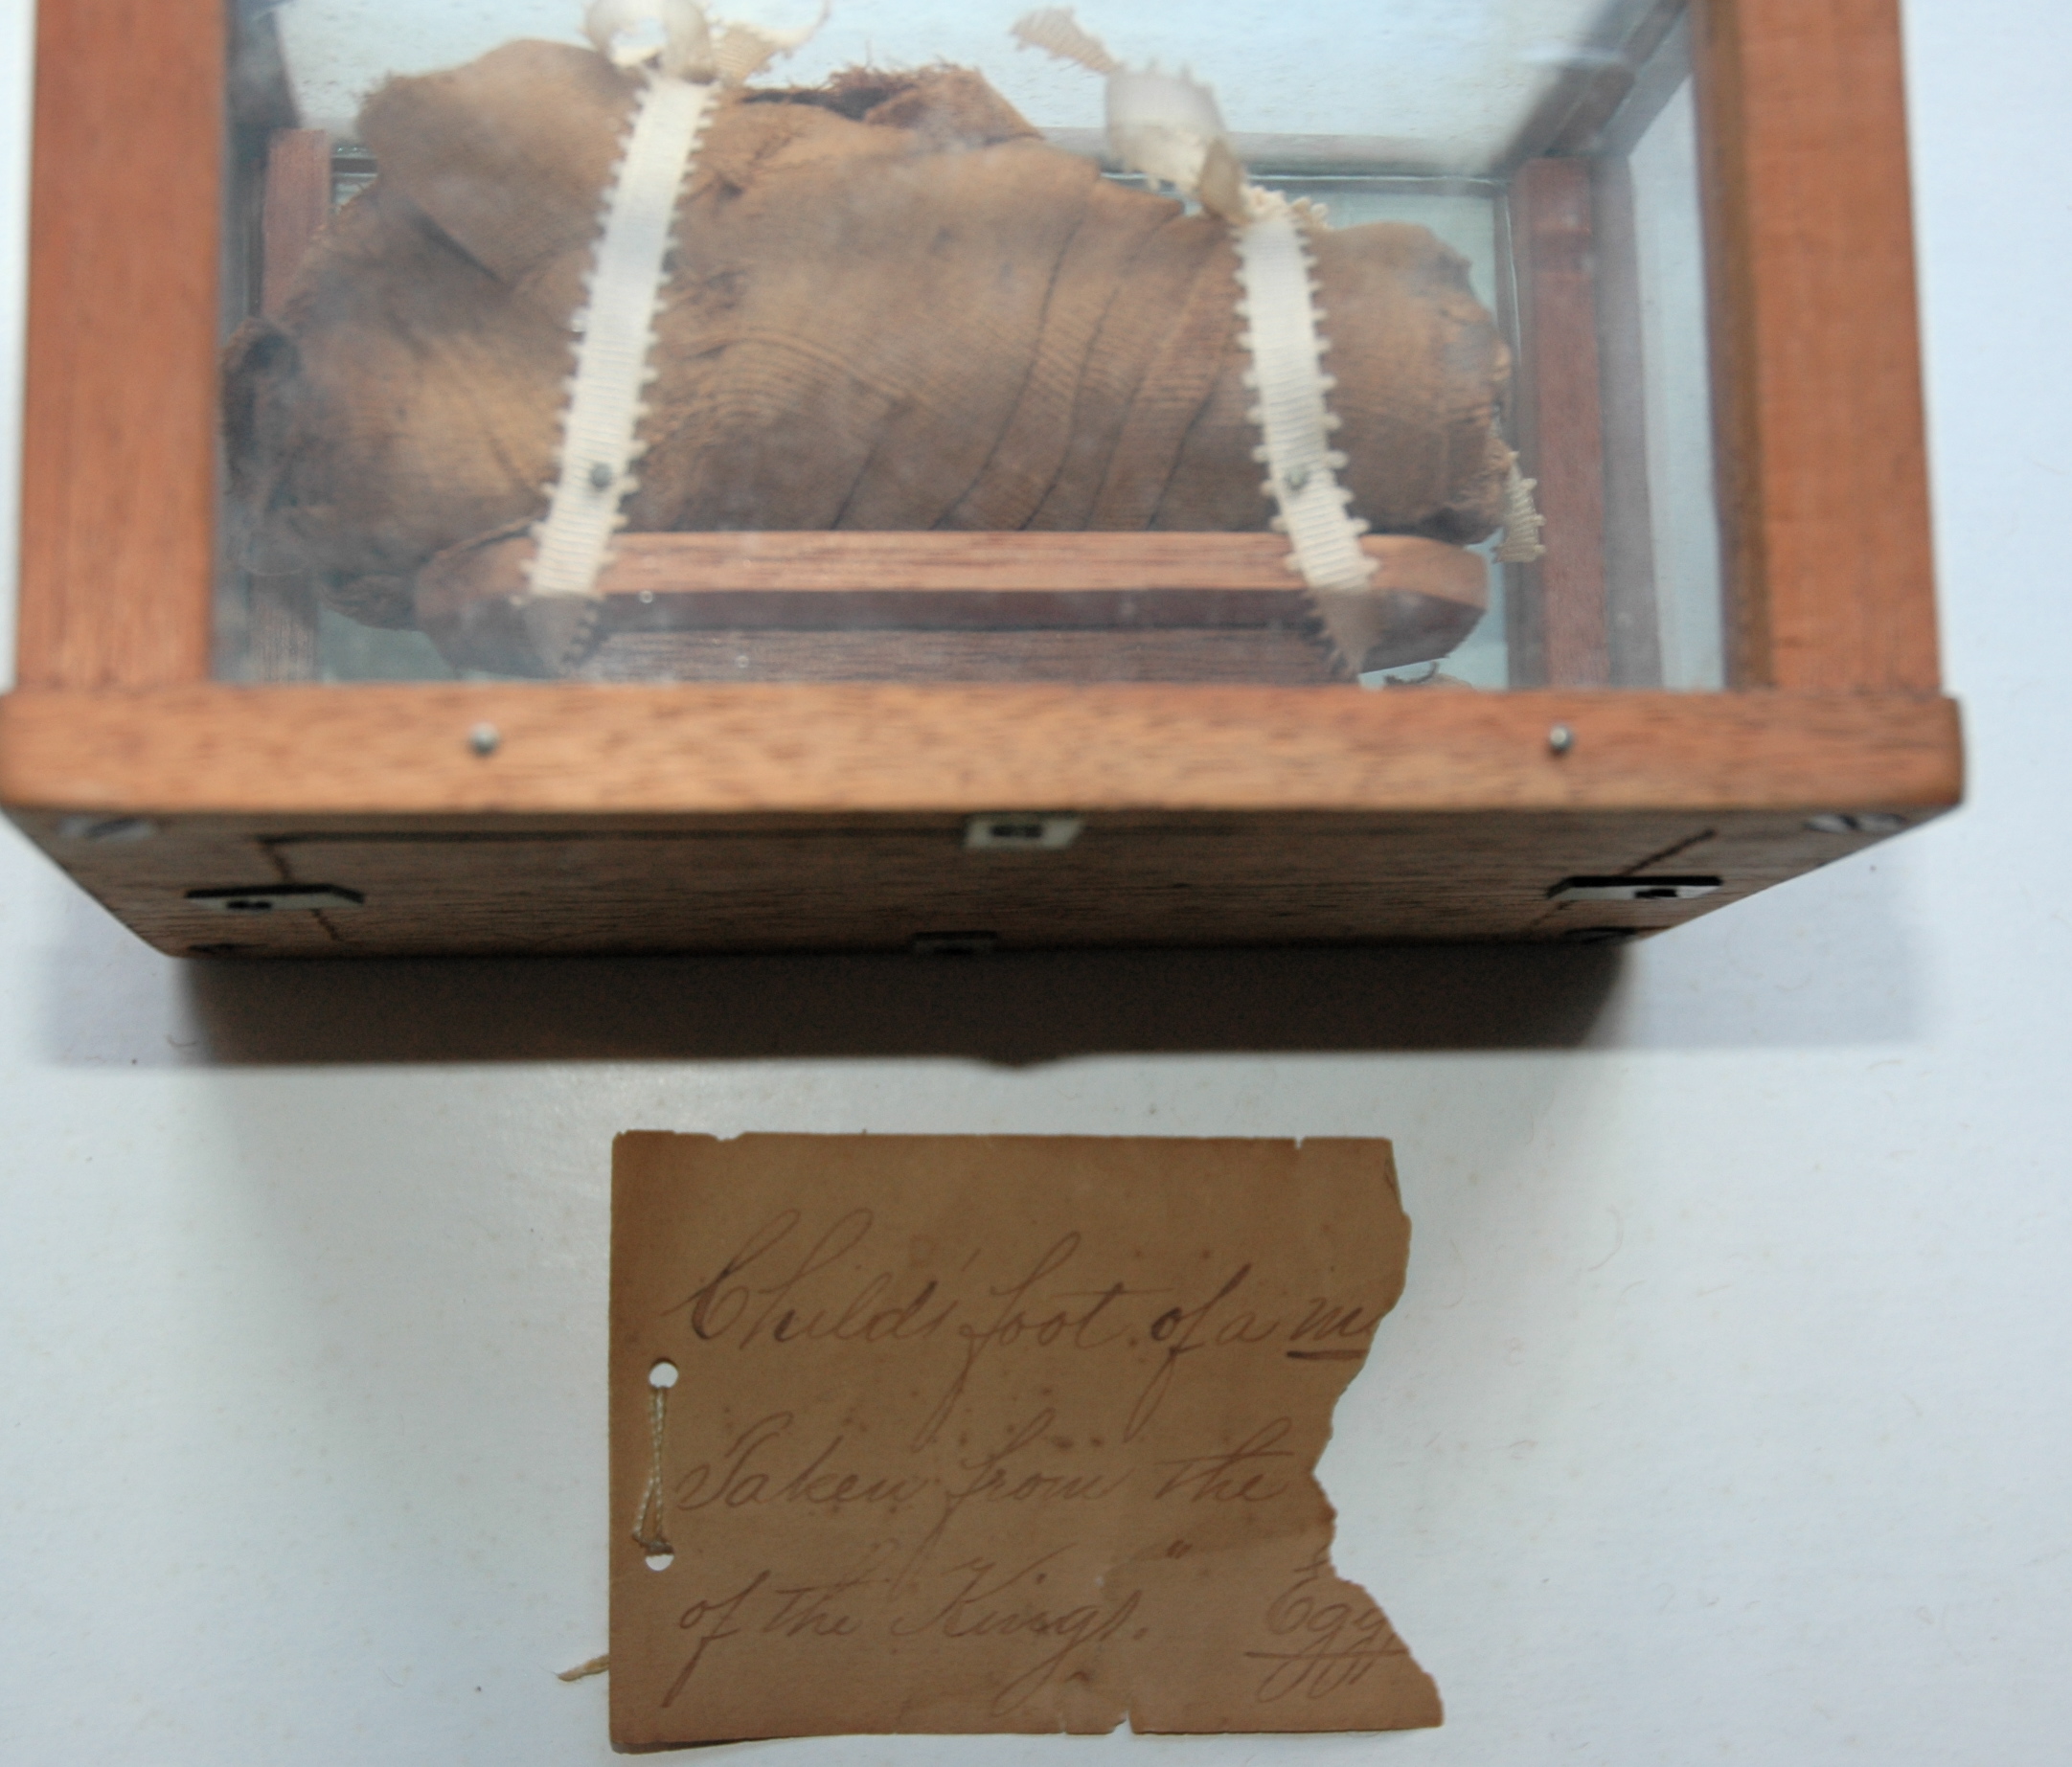 Child's foot of a m
Taken from the
of the Kings." Egy